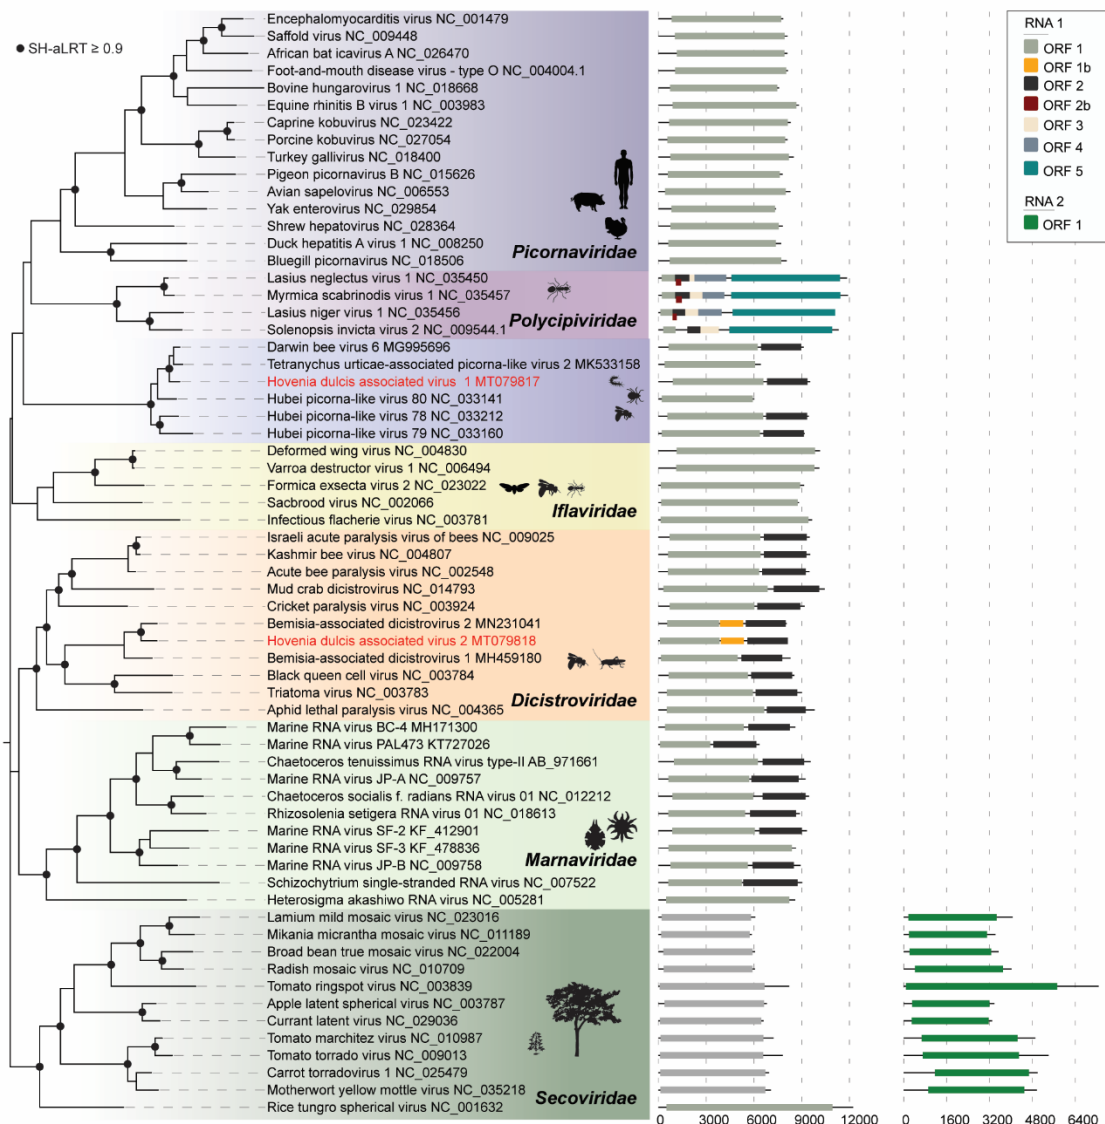 SH-aLRT ≥ 0.9
Encephalomyocarditis virus NC_001479
Saffold virus NC_009448
African bat icavirus A NC_026470
Foot-and-mouth disease virus - type O NC_004004.1
Bovine hungarovirus 1 NC_018668
Equine rhinitis B virus 1 NC_003983
Caprine kobuvirus NC_023422
Porcine kobuvirus NC_027054
Turkey gallivirus NC_018400
Pigeon picornavirus B NC_015626
Avian sapelovirus NC_006553
Yak enterovirus NC_029854
Shrew hepatovirus NC_028364
Duck hepatitis A virus 1 NC_008250
Bluegill picornavirus NC_018506
Picornaviridae
Lasius neglectus virus 1 NC_035450
Myrmica scabrinodis virus 1 NC_035457
Lasius niger virus 1 NC_035456
Solenopsis invicta virus 2 NC_009544.1
Polycipiviridae
Darwin bee virus 6 MG995696
Tetranychus urticae-associated picorna-like virus 2 MK533158
Hovenia dulcis associated virus 1 MT079817
Hubei picorna-like virus 80 NC_033141
Hubei picorna-like virus 78 NC_033212
Hubei picorna-like virus 79 NC_033160
Deformed wing virus NC_004830
Varroa destructor virus 1 NC_006494
Formica exsecta virus 2 NC_023022
Sacbrood virus NC_002066
Infectious flacherie virus NC_003781
Iflaviridae
Israeli acute paralysis virus of bees NC_009025
Kashmir bee virus NC_004807
Acute bee paralysis virus NC_002548
Mud crab dicistrovirus NC_014793
Cricket paralysis virus NC_003924
Bemisia-associated dicistrovirus 2 MN231041
Hovenia dulcis associated virus 2 MT079818
Bemisia-associated dicistrovirus 1 MH459180
Black queen cell virus NC_003784
Triatoma virus NC_003783
Aphid lethal paralysis virus NC_004365
Dicistroviridae
Marine RNA virus BC-4 MH171300
Marine RNA virus PAL473 KT727026
Chaetoceros tenuissimus RNA virus type-II AB_971661
Marine RNA virus JP-A NC_009757
Chaetoceros socialis f. radians RNA virus 01 NC_012212
Rhizosolenia setigera RNA virus 01 NC_018613
Marine RNA virus SF-2 KF_412901
Marine RNA virus SF-3 KF_478836
Marine RNA virus JP-B NC_009758
Schizochytrium single-stranded RNA virus NC_007522
Heterosigma akashiwo RNA virus NC_005281
Marnaviridae
Lamium mild mosaic virus NC_023016
Mikania micrantha mosaic virus NC_011189
Broad bean true mosaic virus NC_022004
Radish mosaic virus NC_010709
Tomato ringspot virus NC_003839
Apple latent spherical virus NC_003787
Currant latent virus NC_029036
Tomato marchitez virus NC_010987
Tomato torrado virus NC_009013
Carrot torradovirus 1 NC_025479
Motherwort yellow mottle virus NC_035218
Rice tungro spherical virus NC_001632
Secoviridae
0 3000 6000 9000 12000
0 1600 3200 4800 6400
RNA 1
ORF 1
ORF 1b
ORF 2
ORF 2b
ORF 3
ORF 4
ORF 5
RNA 2
ORF 1